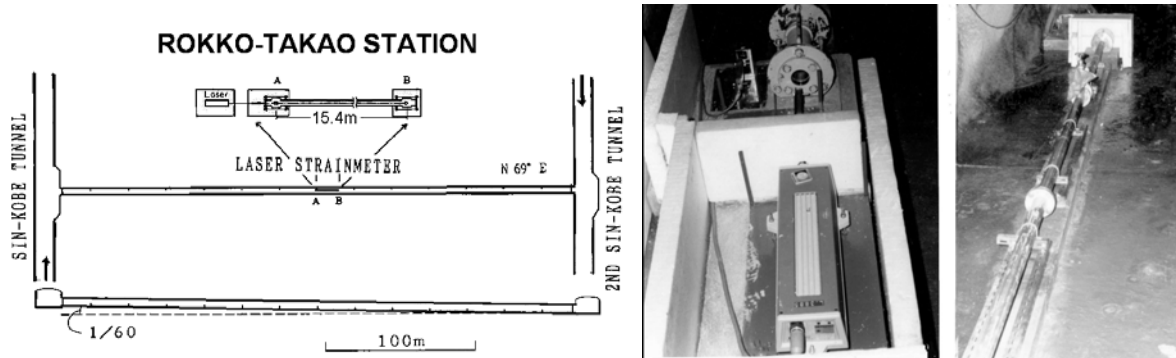 ROKKO-TAKAO STATION
A
B
Laser
15.4m
LASER STRAINMETER
N 69° E
A
B
SIN-KOBE TUNNEL
2ND SIN-KOBE TUNNEL
1/60
100m